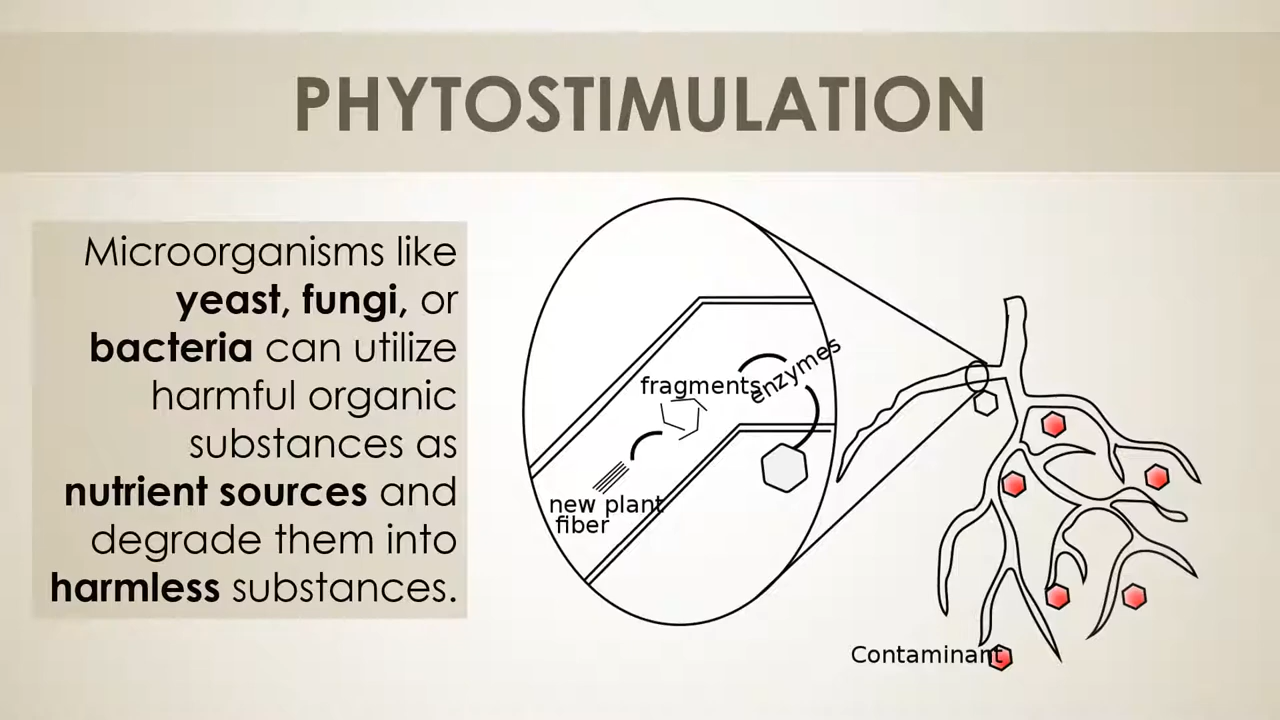 PHYTOSTIMULATION
Microorganisms like
yeast, fungi, or
bacteria can utilize
harmful organic
substances as
nutrient sources and
degrade them into
harmless substances.
enzymes
fragments
new plant
fiber
Contaminant